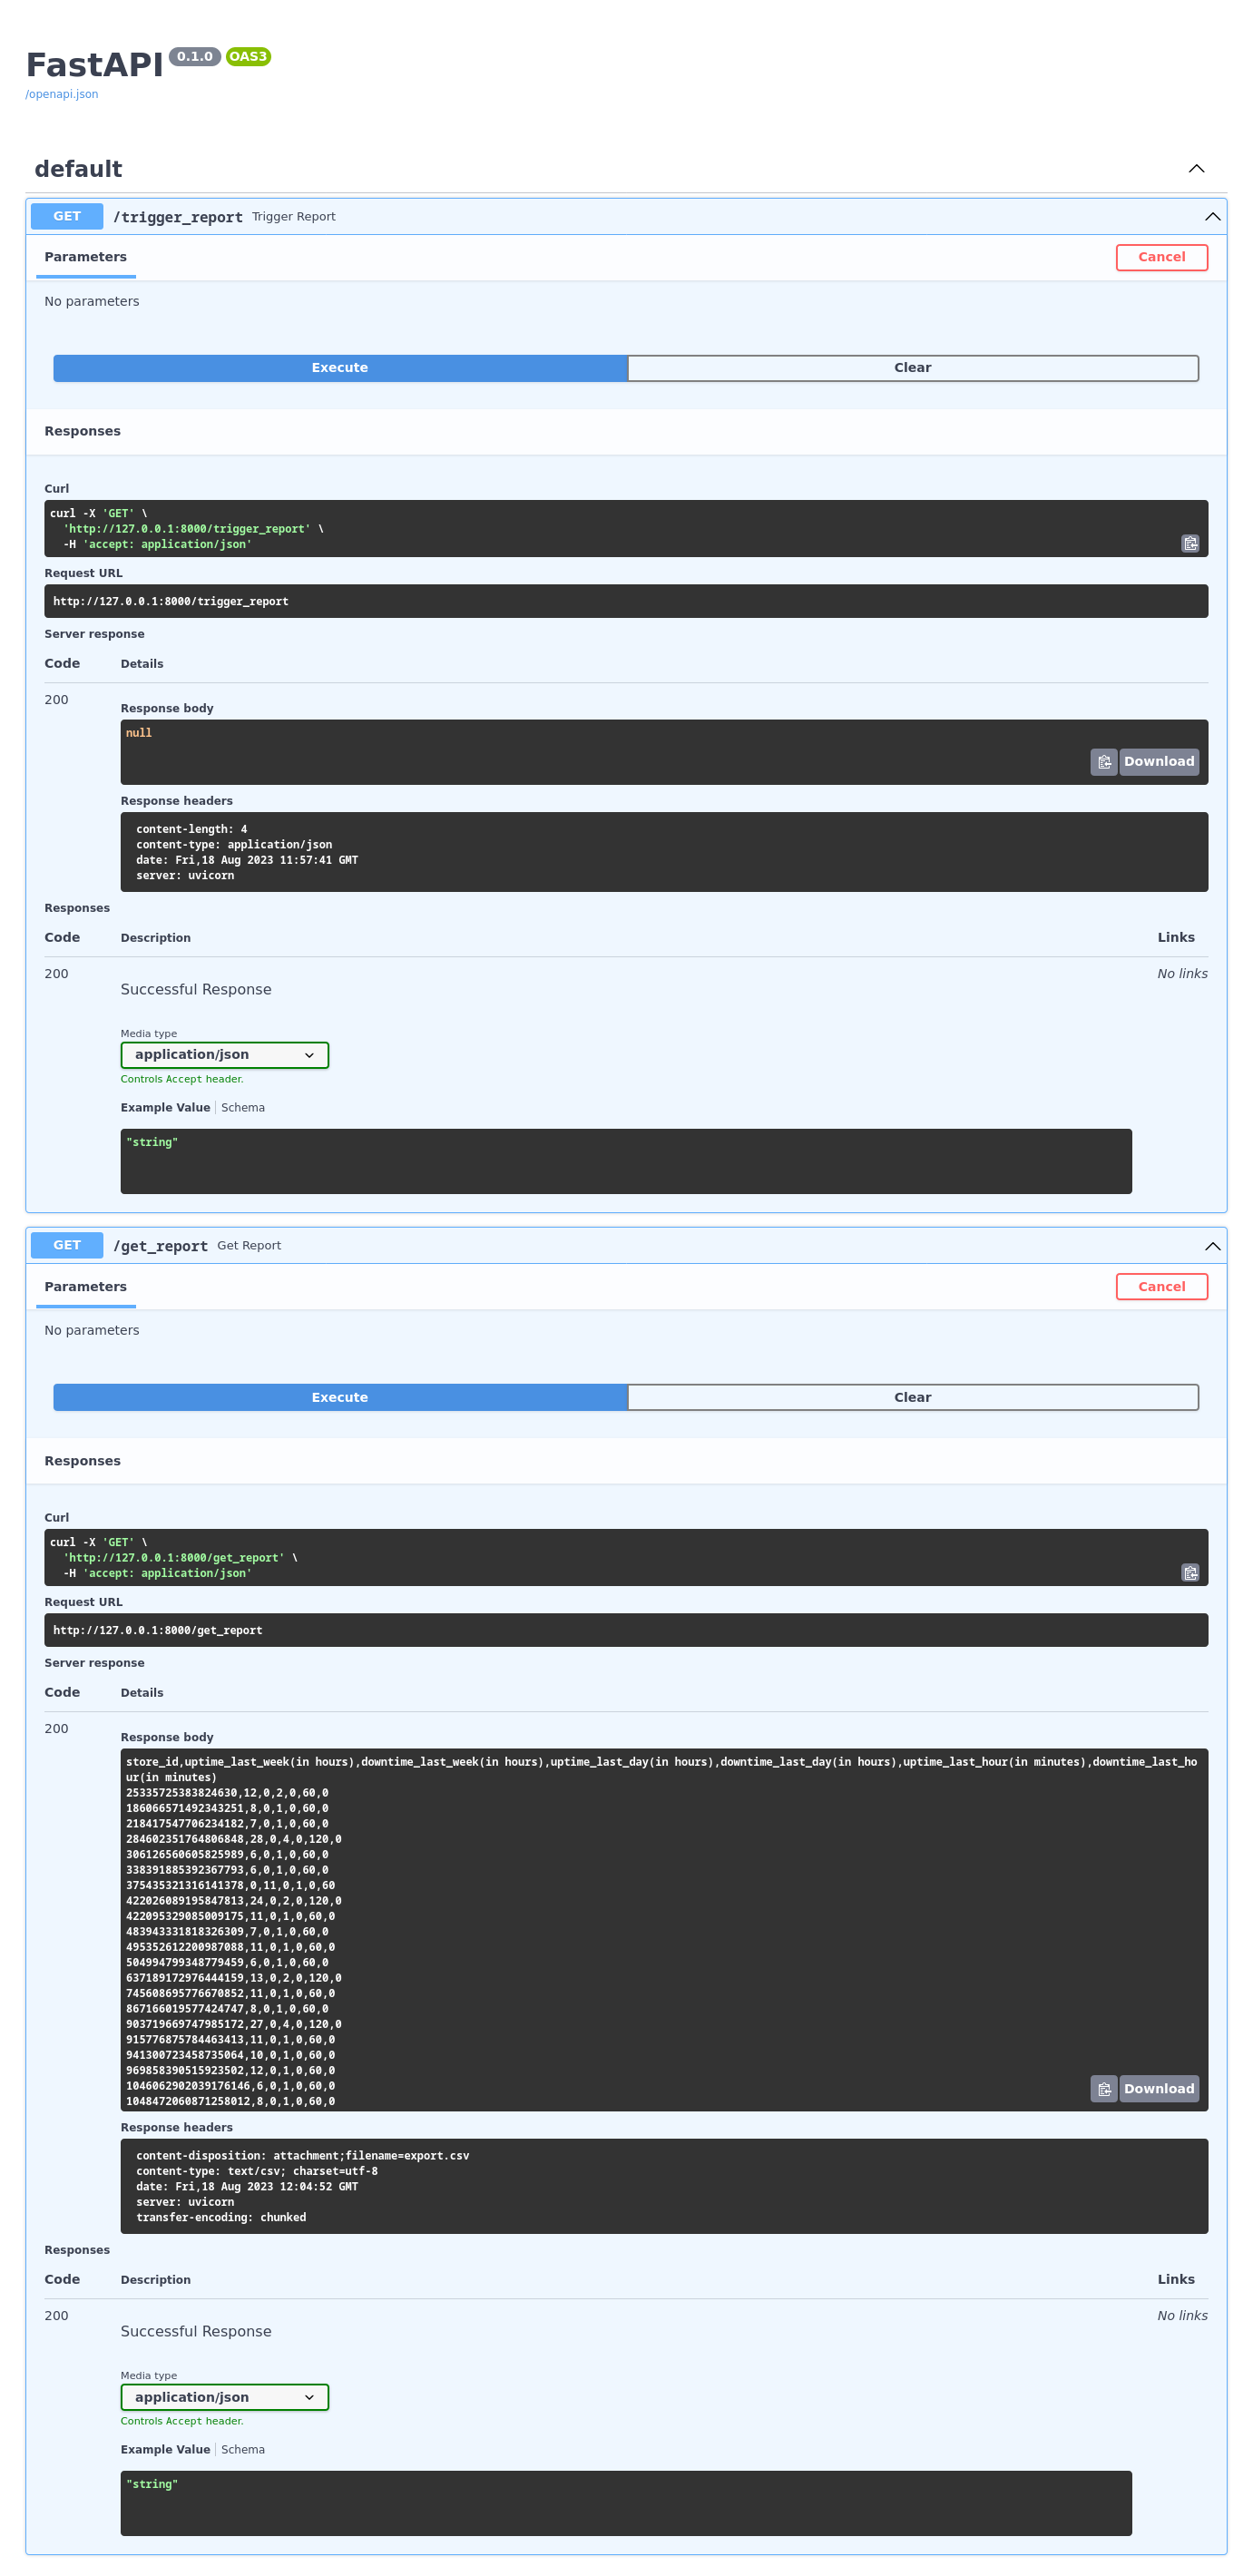 FastAPI 0.1.0 OAS3
/openapi.json
default
GET /trigger_report Trigger Report
Parameters Cancel
No parameters
Execute Clear
Responses
Curl
curl -X 'GET' \
'http://127.0.0.1:8000/trigger_report' \
-H 'accept: application/json'
Request URL
http://127.0.0.1:8000/trigger_report
Server response
Code Details
200
Response body
null
Download
Response headers
content-length: 4
content-type: application/json
date: Fri,18 Aug 2023 11:57:41 GMT
server: uvicorn
Responses
Code Description Links
200 No links
Successful Response
Media type
application/json
Controls Accept header.
Example Value Schema
"string"
GET /get_report Get Report
Parameters Cancel
No parameters
Execute Clear
Responses
Curl
curl -X 'GET' \
'http://127.0.0.1:8000/get_report' \
-H 'accept: application/json'
Request URL
http://127.0.0.1:8000/get_report
Server response
Code Details
200
Response body
store_id,uptime_last_week(in hours),downtime_last_week(in hours),uptime_last_day(in hours),downtime_last_day(in hours),uptime_last_hour(in minutes),downtime_last_ho
ur(in minutes)
25335725383824630,12,0,2,0,60,0
186066571492343251,8,0,1,0,60,0
218417547706234182,7,0,1,0,60,0
284602351764806848,28,0,4,0,120,0
306126560605825989,6,0,1,0,60,0
338391885392367793,6,0,1,0,60,0
375435321316141378,0,11,0,1,0,60
422026089195847813,24,0,2,0,120,0
422095329085009175,11,0,1,0,60,0
483943331818326309,7,0,1,0,60,0
495352612200987088,11,0,1,0,60,0
504994799348779459,6,0,1,0,60,0
637189172976444159,13,0,2,0,120,0
745608695776670852,11,0,1,0,60,0
867166019577424747,8,0,1,0,60,0
903719669747985172,27,0,4,0,120,0
915776875784463413,11,0,1,0,60,0
941300723458735064,10,0,1,0,60,0
969858390515923502,12,0,1,0,60,0
1046062902039176146,6,0,1,0,60,0
1048472060871258012,8,0,1,0,60,0
Download
Response headers
content-disposition: attachment;filename=export.csv
content-type: text/csv; charset=utf-8
date: Fri,18 Aug 2023 12:04:52 GMT
server: uvicorn
transfer-encoding: chunked
Responses
Code Description Links
200 No links
Successful Response
Media type
application/json
Controls Accept header.
Example Value Schema
"string"